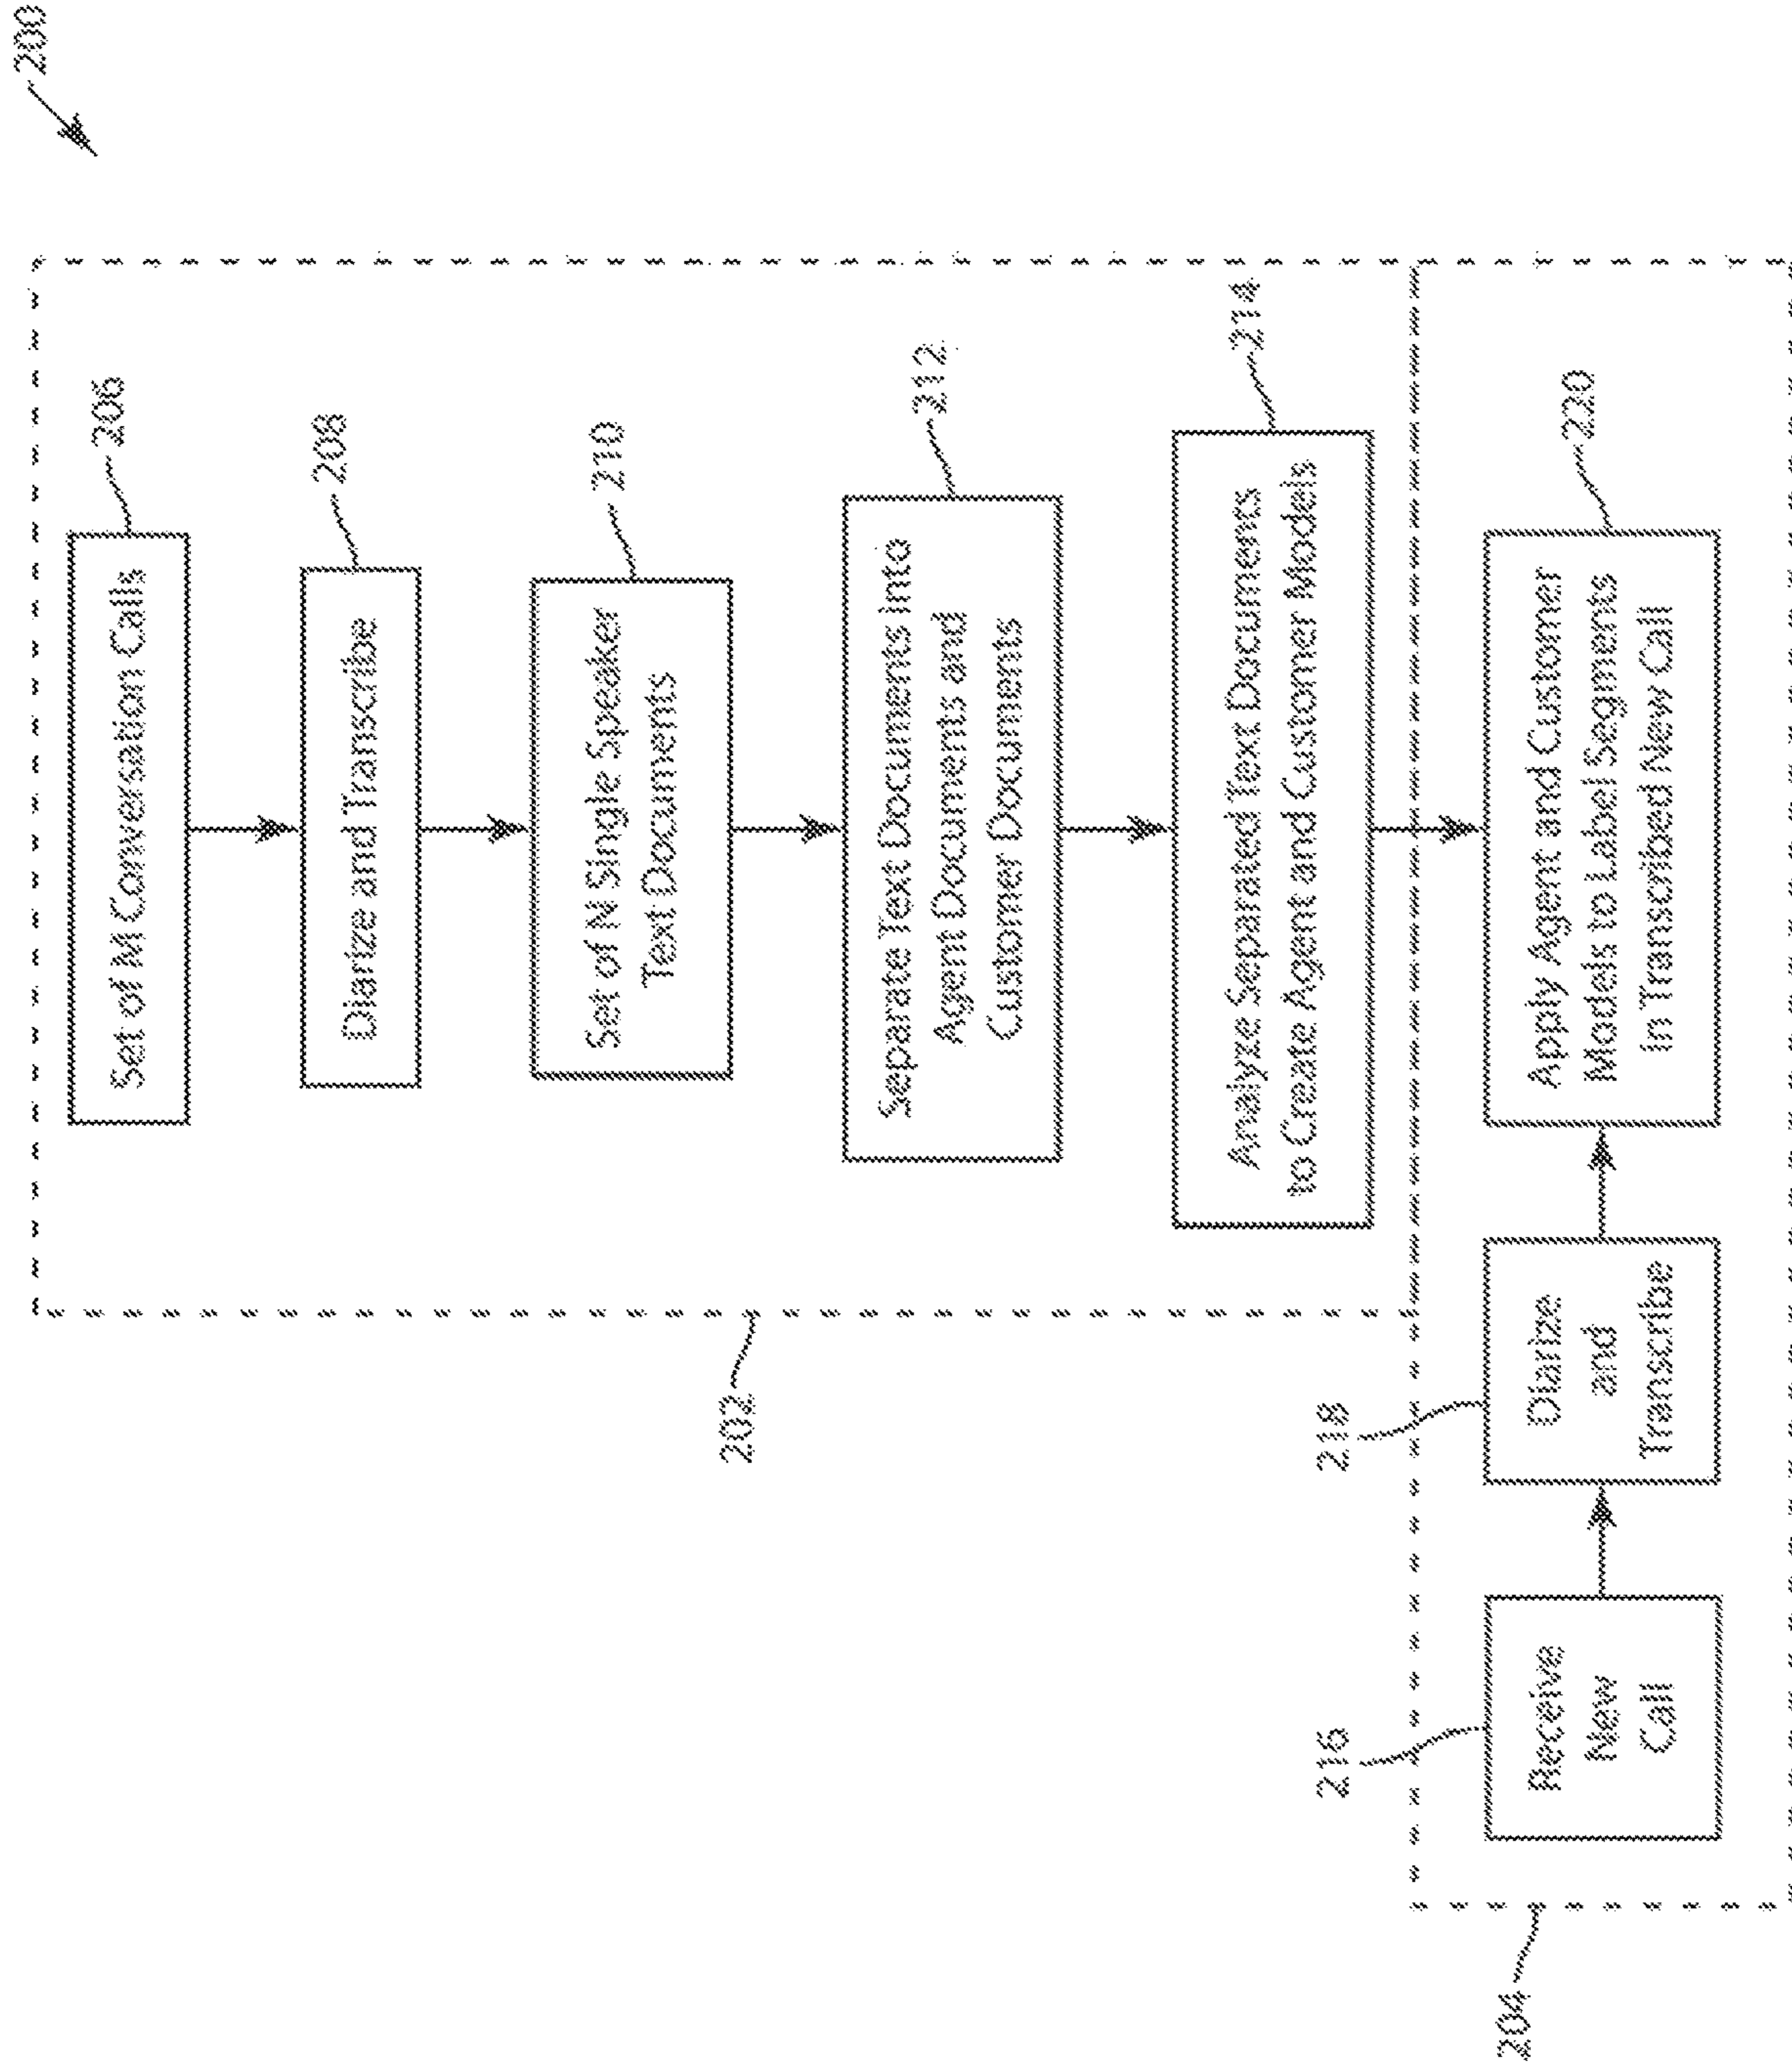 200
Set of M Conversation Calls
206
Diarize and Transcribe
208
Set of N Single Speaker
Text Documents
210
Separate Text Documents into
Agent Documents and
Customer Documents
212
Analyze Separated Text Documents
to Create Agent and Customer Models
214
202
Receive
New
Call
216
Diarize
and
Transcribe
218
Apply Agent and Customer
Models to Label Segments
in Transcribed New Call
220
204